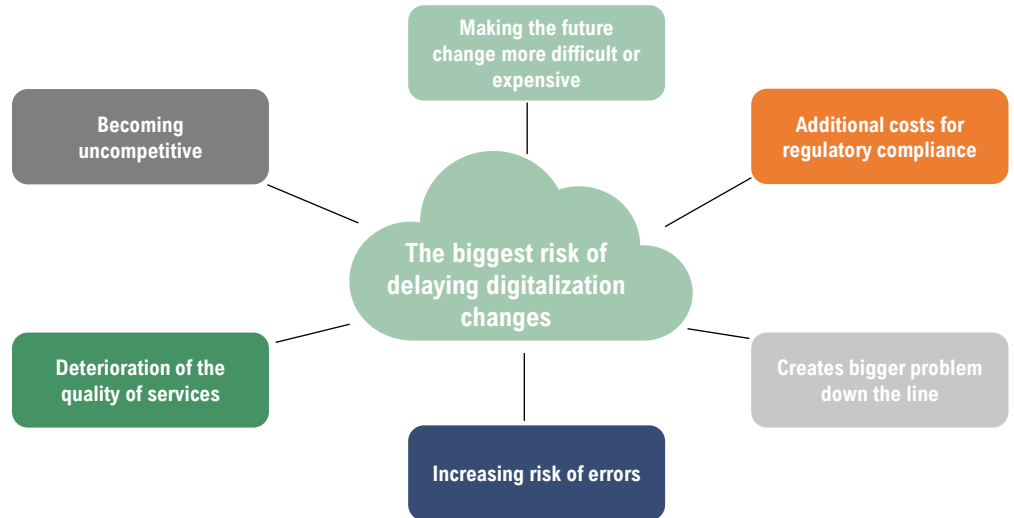 Making the future
change more difficult or
expensive
Becoming
uncompetitive
Additional costs for
regulatory compliance
The biggest risk of
delaying digitalization
changes
Deterioration of the
quality of services
Creates bigger problem
down the line
Increasing risk of errors